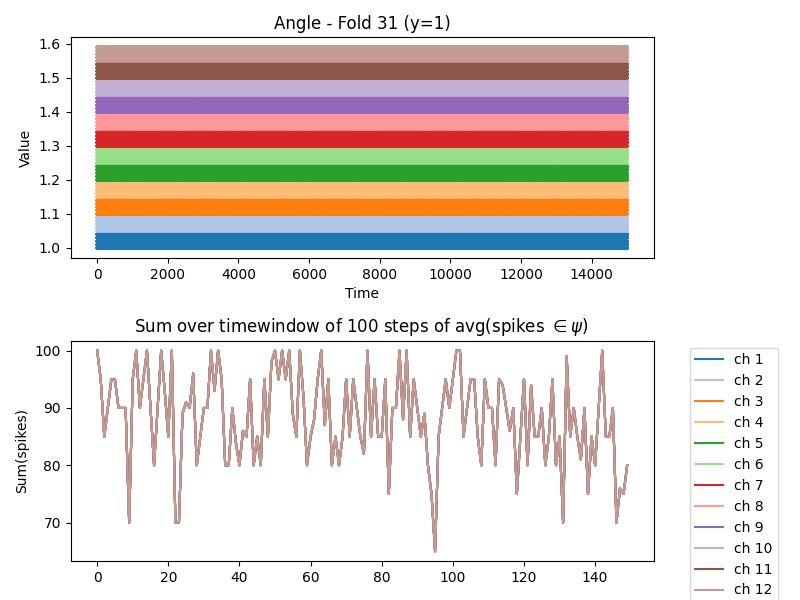 Angle - Fold 31 (y=1)
1.6
1.5
1.4
1.3
1.2
1.1
1.0
Value
0 2000 4000 6000 8000 10000 12000 14000
Time
Sum over timewindow of 100 steps of avg(spikes ∈ ψ)
100
90
80
70
Sum(spikes)
0 20 40 60 80 100 120 140
ch 1
ch 2
ch 3
ch 4
ch 5
ch 6
ch 7
ch 8
ch 9
ch 10
ch 11
ch 12